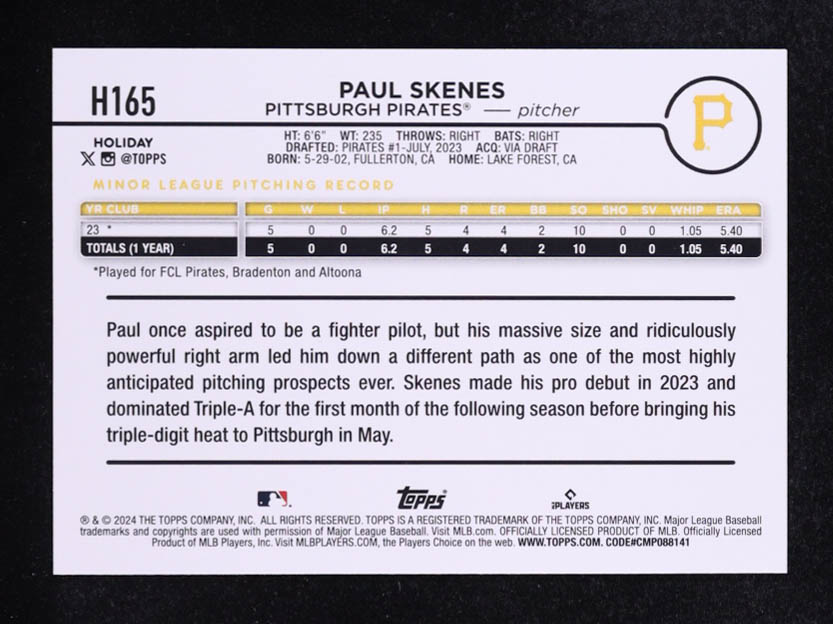 H165
PAUL SKENES
PITTSBURGH PIRATES® — pitcher
P
HOLIDAY
X @TOPPS
HT: 6'6" WT: 235 THROWS: RIGHT BATS: RIGHT
DRAFTED: PIRATES #1-JULY, 2023 ACQ: VIA DRAFT
BORN: 5-29-02, FULLERTON, CA HOME: LAKE FOREST, CA
MINOR LEAGUE PITCHING RECORD
YR CLUB G W L IP H R ER BB SO SHO SV WHIP ERA
23 * 5 0 0 6.2 5 4 4 2 10 0 0 1.05 5.40
TOTALS (1 YEAR) 5 0 0 6.2 5 4 4 2 10 0 0 1.05 5.40
*Played for FCL Pirates, Bradenton and Altoona
Paul once aspired to be a fighter pilot, but his massive size and ridiculously
powerful right arm led him down a different path as one of the most highly
anticipated pitching prospects ever. Skenes made his pro debut in 2023 and
dominated Triple-A for the first month of the following season before bringing his
triple-digit heat to Pittsburgh in May.
Topps®
PLAYERS
® & © 2024 THE TOPPS COMPANY, INC. ALL RIGHTS RESERVED. TOPPS IS A REGISTERED TRADEMARK OF THE TOPPS COMPANY, INC. Major League Baseball
trademarks and copyrights are used with permission of Major League Baseball. Visit MLB.com. OFFICIALLY LICENSED PRODUCT OF MLB. Officially Licensed
Product of MLB Players, Inc. Visit MLBPLAYERS.COM, the Players Choice on the web. WWW.TOPPS.COM. CODE#CMP088141